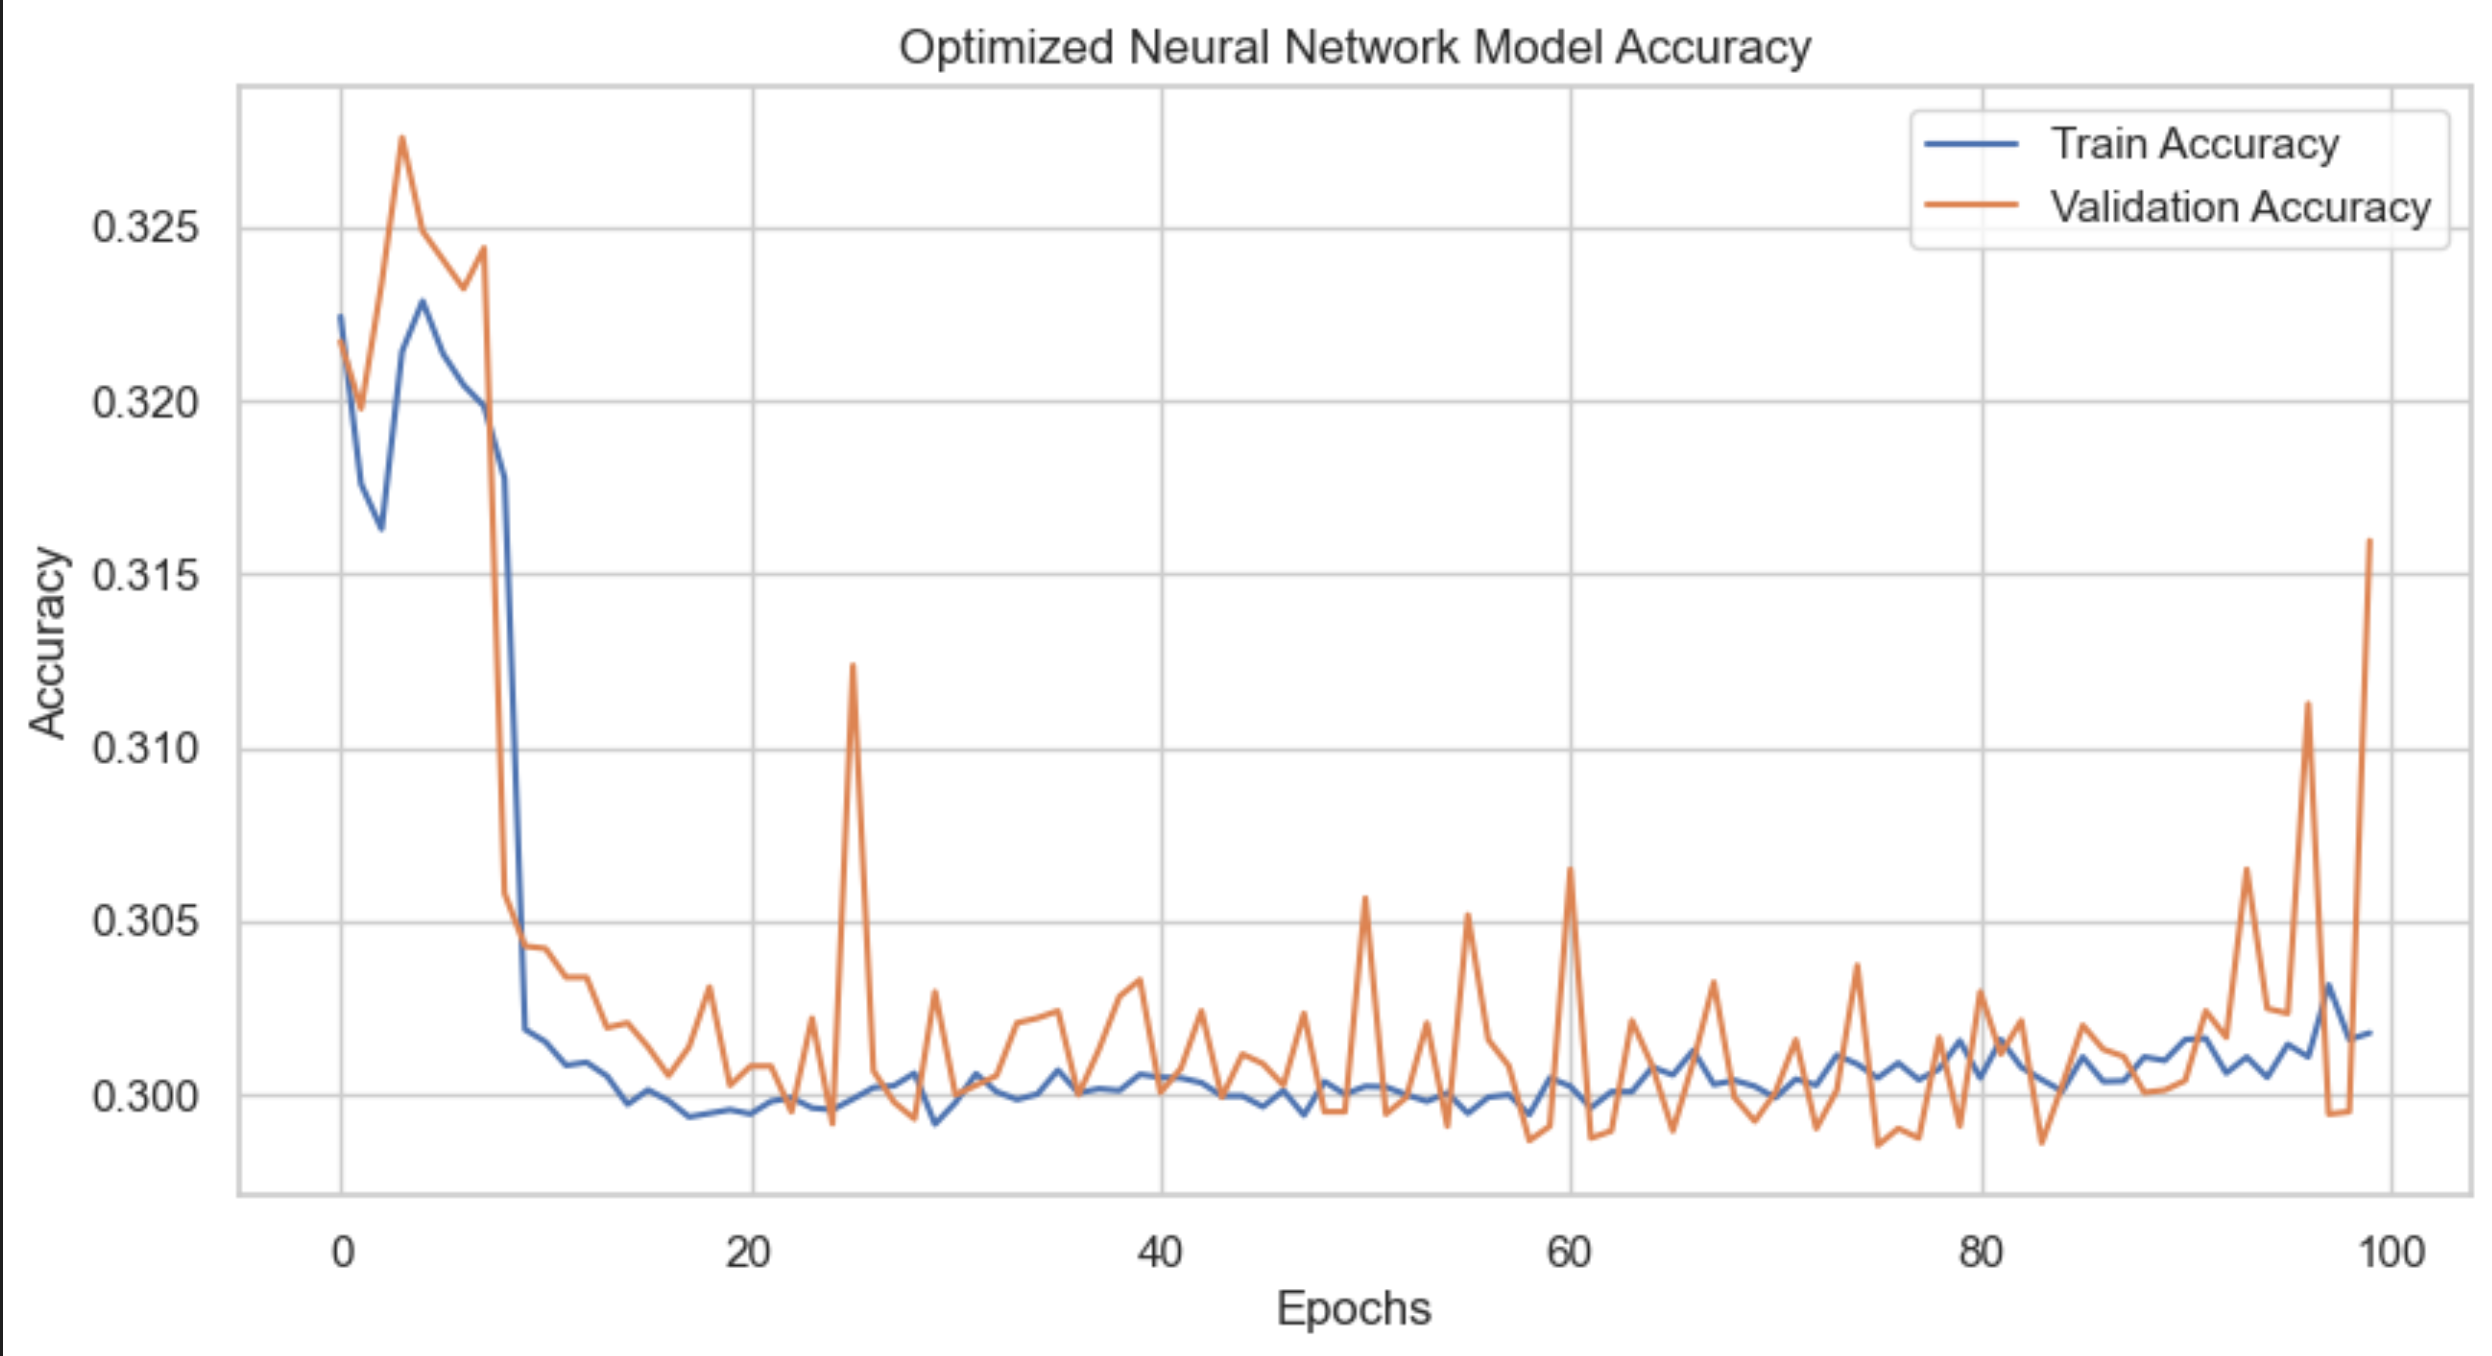 Optimized Neural Network Model Accuracy
Train Accuracy
Validation Accuracy
0.325
0.320
0.315
0.310
0.305
0.300
Accuracy
0 20 40 60 80 100
Epochs